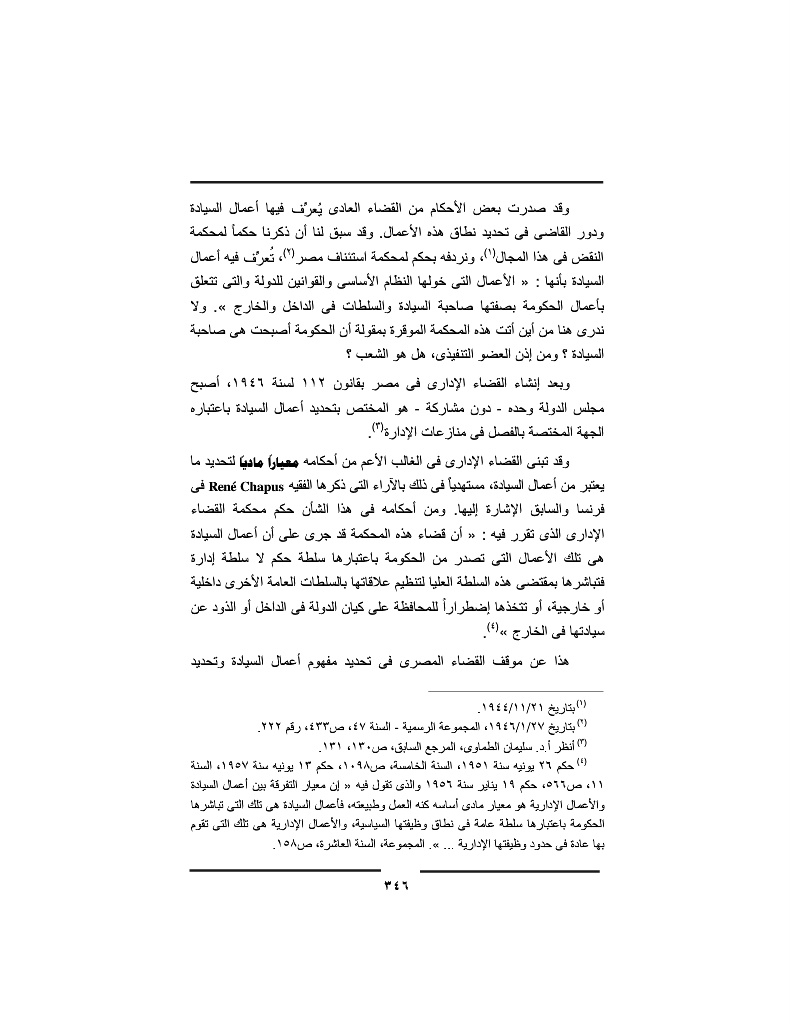 وقد صدرت بعض الأحكام من القضاء العادى يُعرِّف فيها أعمال السيادة
ودور القاضى فى تحديد نطاق هذه الأعمال. وقد سبق لنا أن ذكرنا حكماً لمحكمة
النقض فى هذا المجال(١)، ونردفه بحكم لمحكمة استئناف مصر(٢)، تُعرِّف فيه أعمال
السيادة بأنها : « الأعمال التى خولها النظام الأساسى والقوانين للدولة والتى تتعلق
بأعمال الحكومة بصفتها صاحبة السيادة والسلطات فى الداخل والخارج ». ولا
ندرى هنا من أين أتت هذه المحكمة الموقرة بمقولة أن الحكومة أصبحت هى صاحبة
السيادة ؟ ومن إذن العضو التنفيذى، هل هو الشعب ؟
وبعد إنشاء القضاء الإدارى فى مصر بقانون ١١٢ لسنة ١٩٤٦، أصبح
مجلس الدولة وحده - دون مشاركة - هو المختص بتحديد أعمال السيادة باعتباره
الجهة المختصة بالفصل فى منازعات الإدارة(٣).
وقد تبنى القضاء الإدارى فى الغالب الأعم من أحكامه معياراً مادياً لتحديد ما
يعتبر من أعمال السيادة، مستهدياً فى ذلك بالآراء التى ذكرها الفقيه René Chapus فى
فرنسا والسابق الإشارة إليها. ومن أحكامه فى هذا الشأن حكم محكمة القضاء
الإدارى الذى تقرر فيه : « أن قضاء هذه المحكمة قد جرى على أن أعمال السيادة
هى تلك الأعمال التى تصدر من الحكومة باعتبارها سلطة حكم لا سلطة إدارة
فتباشرها بمقتضى هذه السلطة العليا لتنظيم علاقاتها بالسلطات العامة الأخرى داخلية
أو خارجية، أو تتخذها إضطراراً للمحافظة على كيان الدولة فى الداخل أو الذود عن
سيادتها فى الخارج »(٤).
هذا عن موقف القضاء المصرى فى تحديد مفهوم أعمال السيادة وتحديد
(١) بتاريخ ١٩٤٤/١١/٢١.
(٢) بتاريخ ١٩٤٦/١/٢٧، المجموعة الرسمية - السنة ٤٧، ص٤٣٣، رقم ٢٢٢.
(٣) أنظر أ.د. سليمان الطماوى، المرجع السابق، ص١٣٠، ١٣١.
(٤) حكم ٢٦ يونيه سنة ١٩٥١، السنة الخامسة، ص١٠٩٨، حكم ١٣ يونيه سنة ١٩٥٧، السنة
١١، ص٥٦٦، حكم ١٩ يناير سنة ١٩٥٦ والذى تقول فيه « إن معيار التفرقة بين أعمال السيادة
والأعمال الإدارية هو معيار مادى أساسه كنه العمل وطبيعته، فأعمال السيادة هى تلك التى تباشرها
الحكومة باعتبارها سلطة عامة فى نطاق وظيفتها السياسية، والأعمال الإدارية هى تلك التى تقوم
بها عادة فى حدود وظيفتها الإدارية ... ». المجموعة، السنة العاشرة، ص١٥٨.
٣٤٦